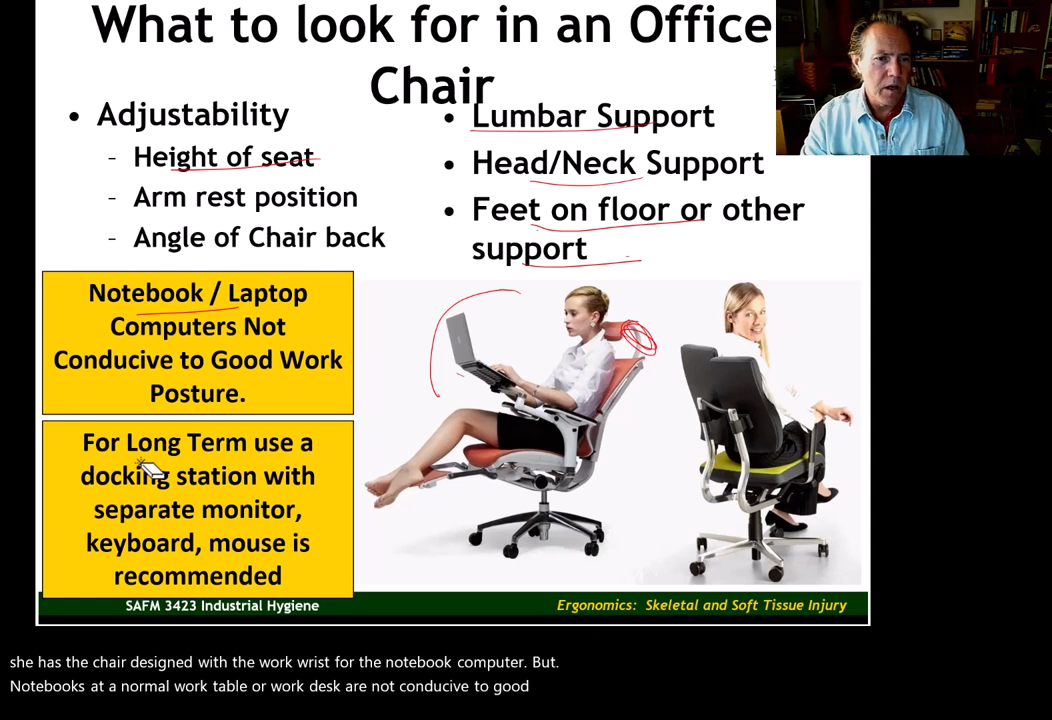 What to look for in an Office
Chair
• Adjustability
- Height of seat
- Arm rest position
- Angle of Chair back
• Lumbar Support
• Head/Neck Support
• Feet on floor or other
support
Notebook / Laptop
Computers Not
Conducive to Good Work
Posture.
For Long Term use a
docking station with
separate monitor,
keyboard, mouse is
recommended
SAFM 3423 Industrial Hygiene
Ergonomics: Skeletal and Soft Tissue Injury
she has the chair designed with the work wrist for the notebook computer. But.
Notebooks at a normal work table or work desk are not conducive to good